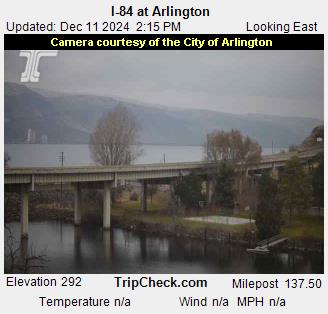 I-84 at Arlington
Updated: Dec 11 2024 2:15 PM Looking East
Camera courtesy of the City of Arlington
Elevation 292 TripCheck.com Milepost 137.50
Temperature n/a Wind n/a MPH n/a